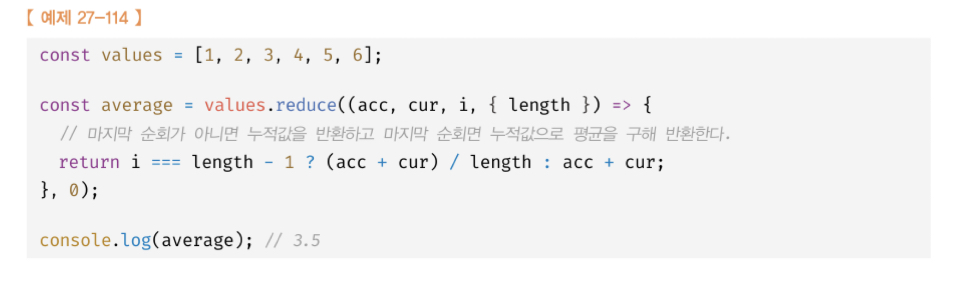 【 예제 27-114 】
const values = [1, 2, 3, 4, 5, 6];
const average = values.reduce((acc, cur, i, { length }) => {
  // 마지막 순회가 아니면 누적값을 반환하고 마지막 순회면 누적값으로 평균을 구해 반환한다.
  return i === length - 1 ? (acc + cur) / length : acc + cur;
}, 0);
console.log(average); // 3.5